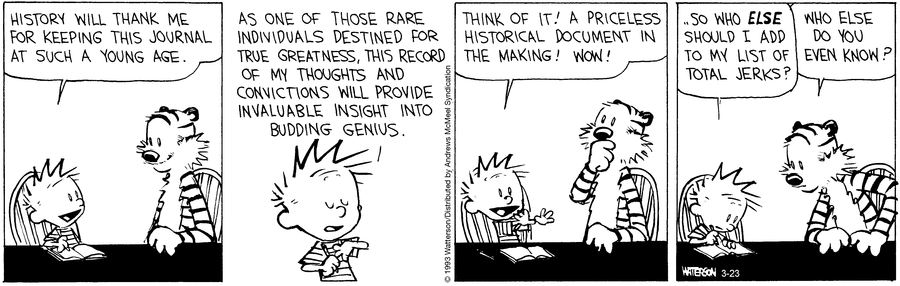 HISTORY WILL THANK ME
FOR KEEPING THIS JOURNAL
AT SUCH A YOUNG AGE.
AS ONE OF THOSE RARE
INDIVIDUALS DESTINED FOR
TRUE GREATNESS, THIS RECORD
OF MY THOUGHTS AND
CONVICTIONS WILL PROVIDE
INVALUABLE INSIGHT INTO
BUDDING GENIUS.
© 1993 Watterson/Distributed by Andrews McMeel Syndication
THINK OF IT! A PRICELESS
HISTORICAL DOCUMENT IN
THE MAKING! WOW!
..SO WHO ELSE
SHOULD I ADD
TO MY LIST OF
TOTAL JERKS?
WHO ELSE
DO YOU
EVEN KNOW?
WATTERSON 3-23